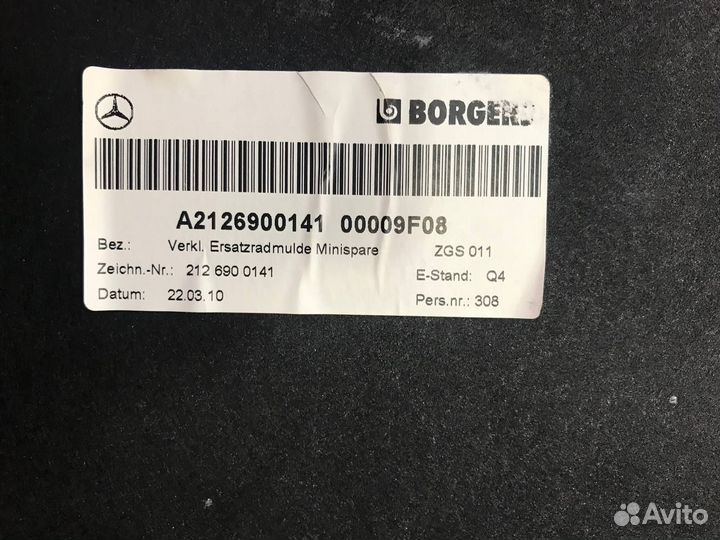 BORGERS
A2126900141 00009F08
Bez.: Verkl. Ersatzradmulde Minispare ZGS 011
Zeichn.-Nr.: 212 690 0141 E-Stand: Q4
Datum: 22.03.10 Pers.nr.: 308
Avito